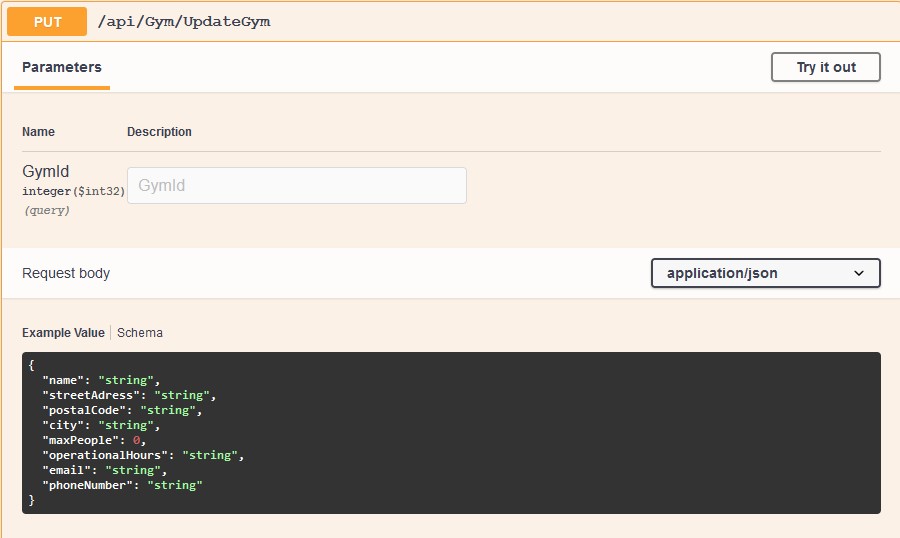 PUT /api/Gym/UpdateGym
Parameters Try it out
Name Description
GymId
integer($int32) GymId
(query)
Request body application/json
Example Value Schema
{
"name": "string",
"streetAdress": "string",
"postalCode": "string",
"city": "string",
"maxPeople": 0,
"operationalHours": "string",
"email": "string",
"phoneNumber": "string"
}